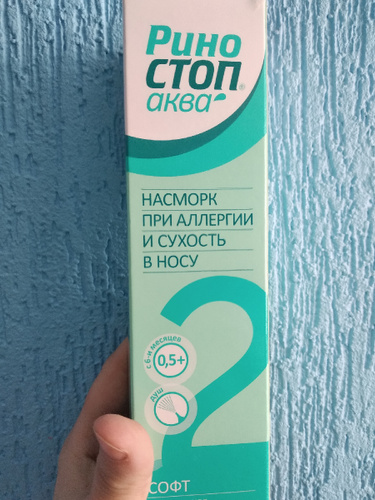 Рино
СТОП®
аква
НАСМОРК
ПРИ АЛЛЕРГИИ
И СУХОСТЬ
В НОСУ
2
с 6-и месяцев
0,5+
душ
СОФТ